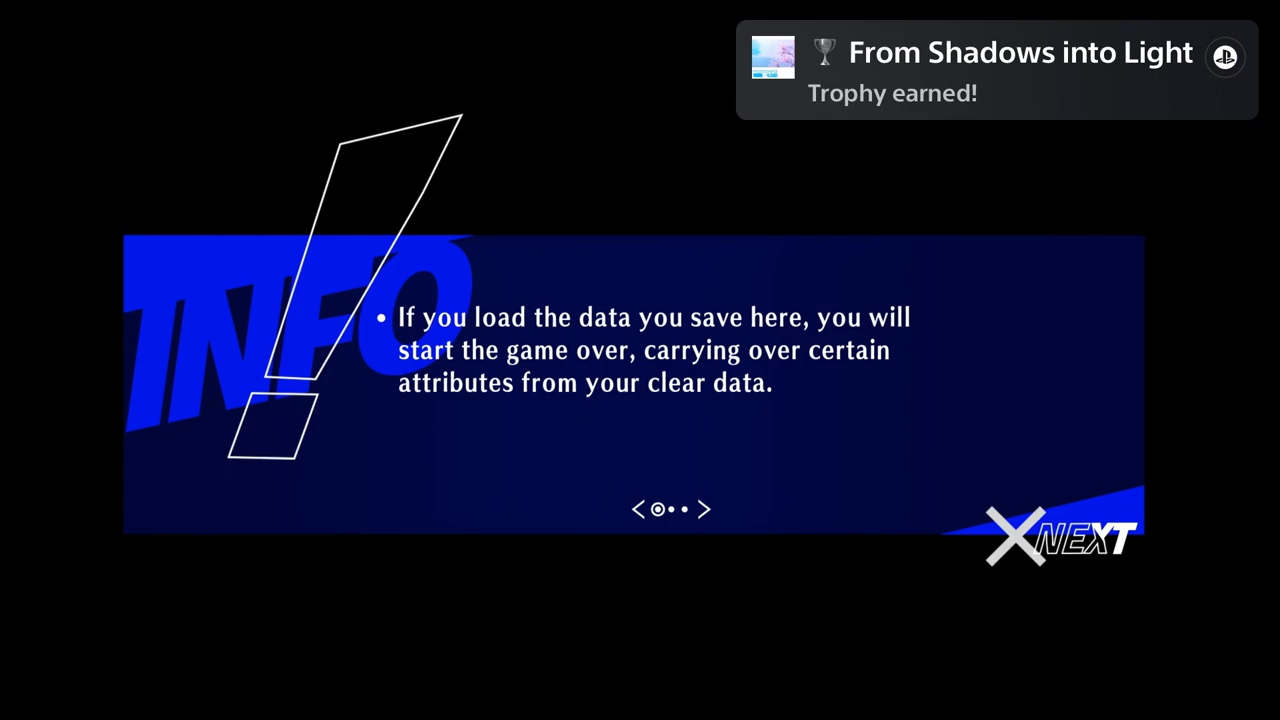 From Shadows into Light
Trophy earned!
INFO
• If you load the data you save here, you will
start the game over, carrying over certain
attributes from your clear data.
NEXT